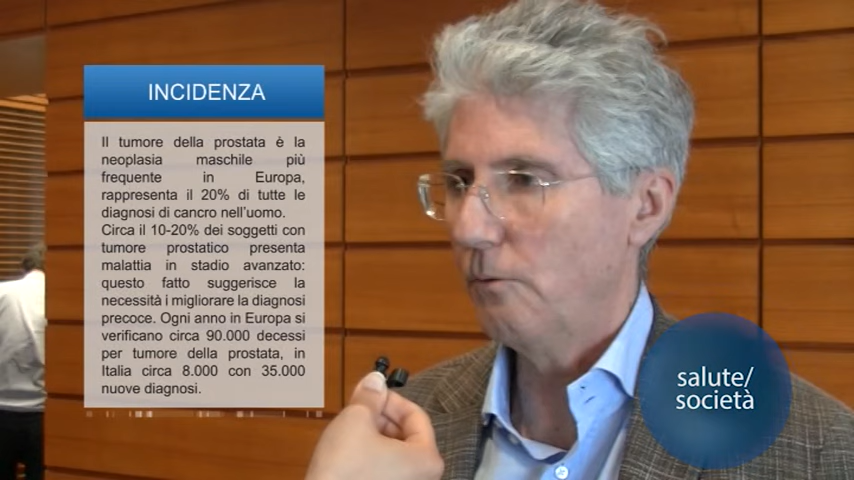 INCIDENZA
Il tumore della prostata è la
neoplasia maschile più
frequente in Europa,
rappresenta il 20% di tutte le
diagnosi di cancro nell'uomo.
Circa il 10-20% dei soggetti con
tumore prostatico presenta
malattia in stadio avanzato:
questo fatto suggerisce la
necessità i migliorare la diagnosi
precoce. Ogni anno in Europa si
verificano circa 90.000 decessi
per tumore della prostata, in
Italia circa 8.000 con 35.000
nuove diagnosi.
salute/
società